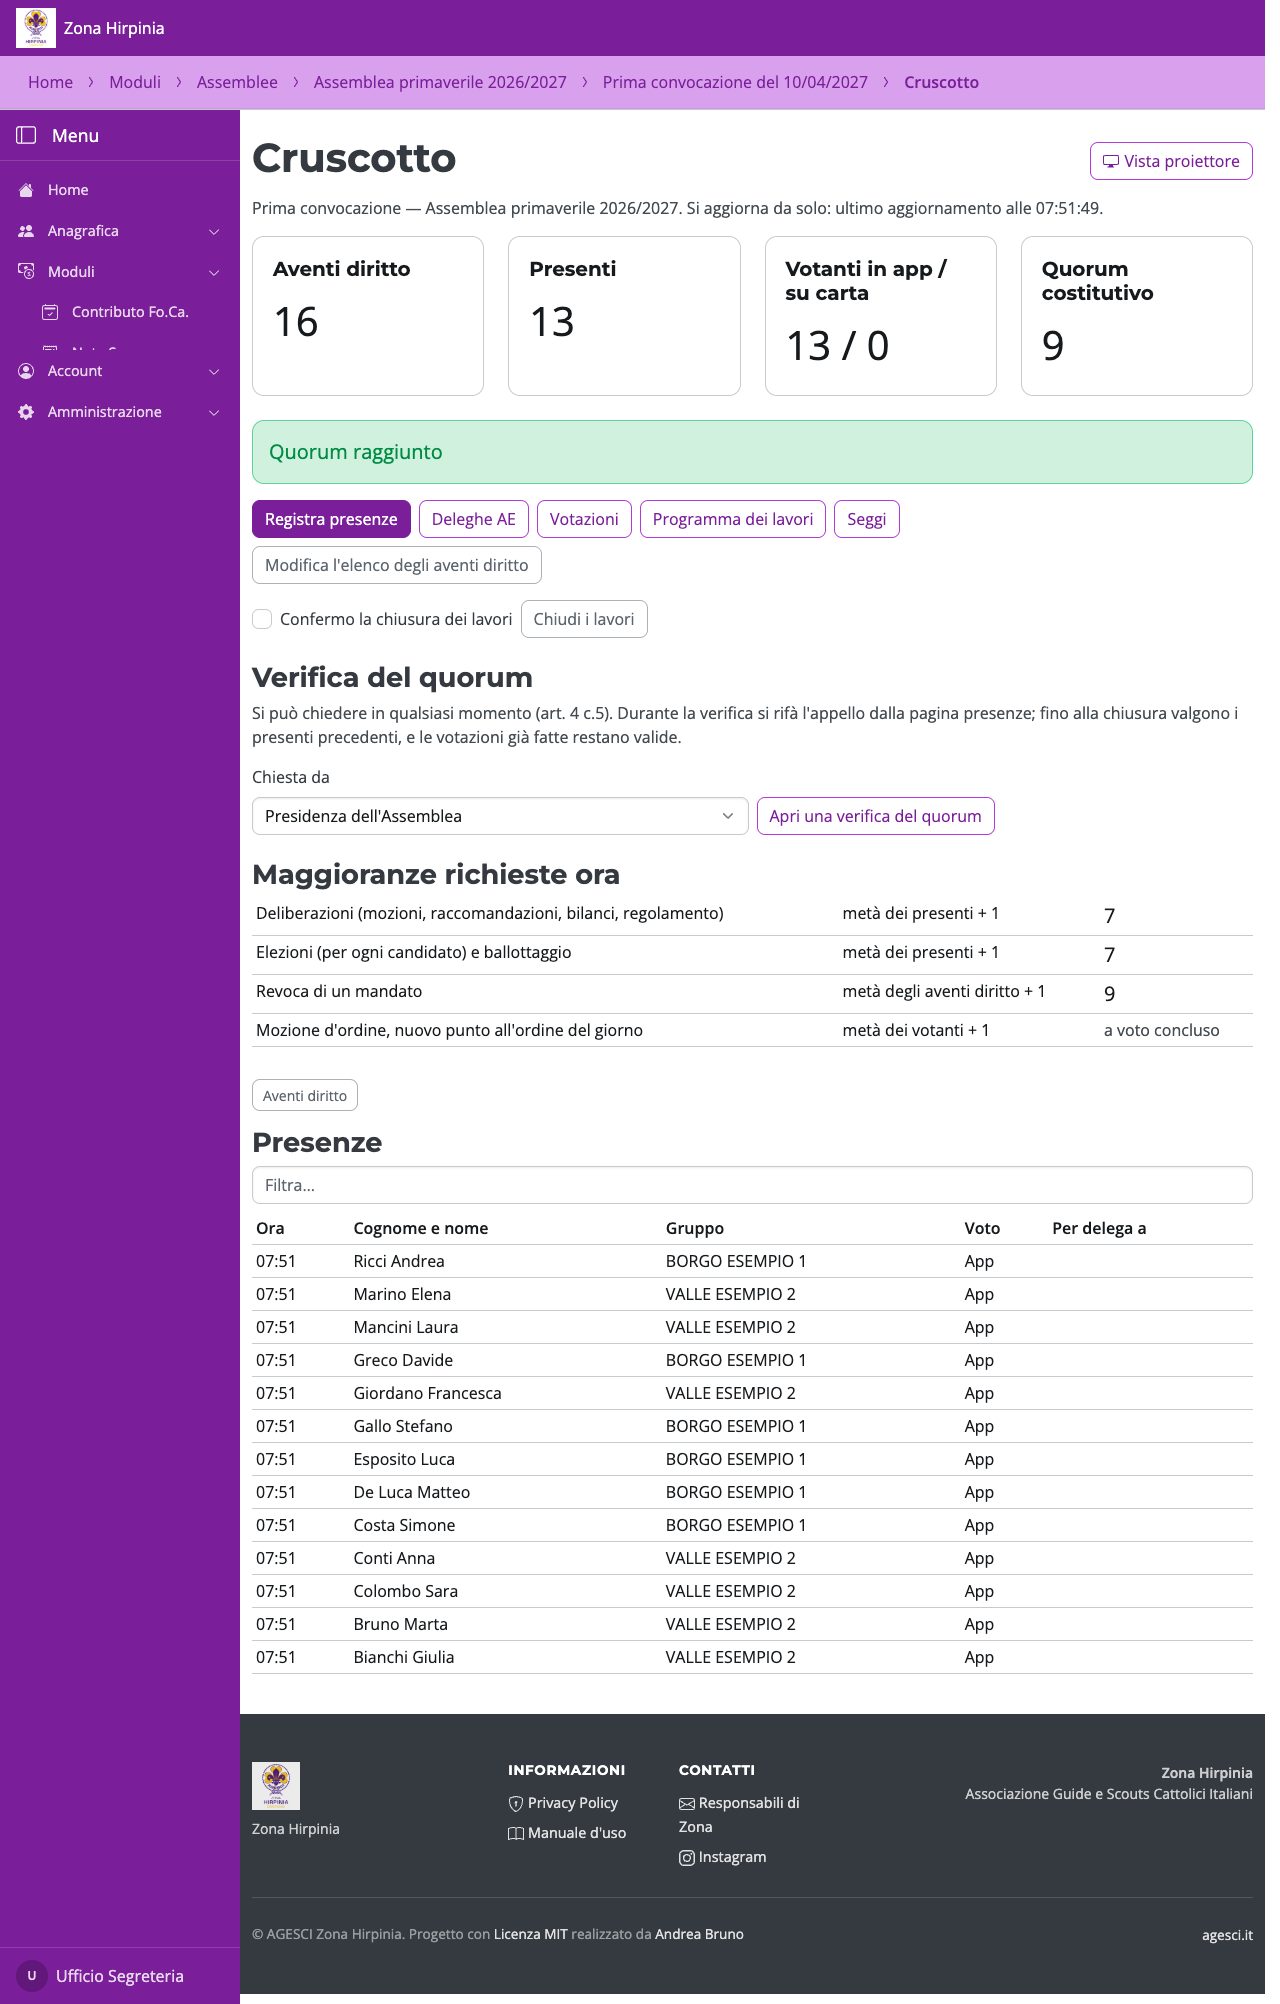 Zona Hirpinia
Home > Moduli > Assemblee > Assemblea primaverile 2026/2027 > Prima convocazione del 10/04/2027 > Cruscotto
Menu
Home
Anagrafica
Moduli
Contributo Fo.Ca.
Account
Amministrazione
Cruscotto
Vista proiettore
Prima convocazione — Assemblea primaverile 2026/2027. Si aggiorna da solo: ultimo aggiornamento alle 07:51:49.
Aventi diritto
16
Presenti
13
Votanti in app /
su carta
13 / 0
Quorum
costitutivo
9
Quorum raggiunto
Registra presenze Deleghe AE Votazioni Programma dei lavori Seggi
Modifica l'elenco degli aventi diritto
Confermo la chiusura dei lavori Chiudi i lavori
Verifica del quorum
Si può chiedere in qualsiasi momento (art. 4 c.5). Durante la verifica si rifà l'appello dalla pagina presenze; fino alla chiusura valgono i
presenti precedenti, e le votazioni già fatte restano valide.
Chiesta da
Presidenza dell'Assemblea Apri una verifica del quorum
Maggioranze richieste ora
Deliberazioni (mozioni, raccomandazioni, bilanci, regolamento) metà dei presenti + 1 7
Elezioni (per ogni candidato) e ballottaggio metà dei presenti + 1 7
Revoca di un mandato metà degli aventi diritto + 1 9
Mozione d'ordine, nuovo punto all'ordine del giorno metà dei votanti + 1 a voto concluso
Aventi diritto
Presenze
Filtra...
Ora Cognome e nome Gruppo Voto Per delega a
07:51 Ricci Andrea BORGO ESEMPIO 1 App
07:51 Marino Elena VALLE ESEMPIO 2 App
07:51 Mancini Laura VALLE ESEMPIO 2 App
07:51 Greco Davide BORGO ESEMPIO 1 App
07:51 Giordano Francesca VALLE ESEMPIO 2 App
07:51 Gallo Stefano BORGO ESEMPIO 1 App
07:51 Esposito Luca BORGO ESEMPIO 1 App
07:51 De Luca Matteo BORGO ESEMPIO 1 App
07:51 Costa Simone BORGO ESEMPIO 1 App
07:51 Conti Anna VALLE ESEMPIO 2 App
07:51 Colombo Sara VALLE ESEMPIO 2 App
07:51 Bruno Marta VALLE ESEMPIO 2 App
07:51 Bianchi Giulia VALLE ESEMPIO 2 App
HIRPINIA
Zona Hirpinia
INFORMAZIONI
Privacy Policy
Manuale d'uso
CONTATTI
Responsabili di
Zona
Instagram
Zona Hirpinia
Associazione Guide e Scouts Cattolici Italiani
© AGESCI Zona Hirpinia. Progetto con Licenza MIT realizzato da Andrea Bruno
agesci.it
U Ufficio Segreteria